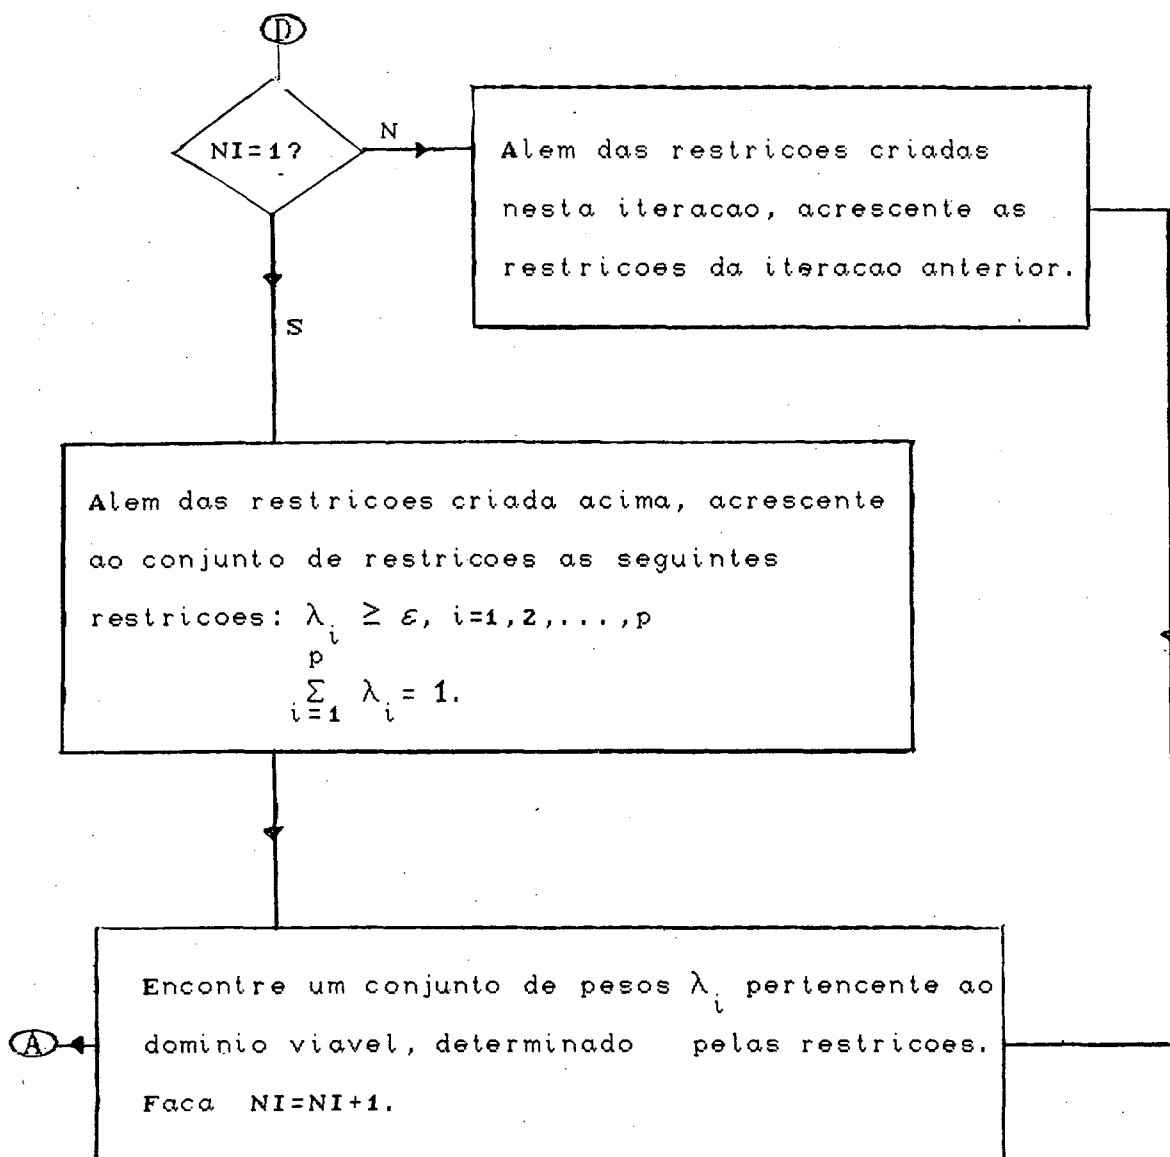 D
NI=1?
N
Alem das restricoes criadas
nesta iteracao, acrescente as
restricoes da iteracao anterior.
S
Alem das restricoes criada acima, acrescente
ao conjunto de restricoes as seguintes
restricoes: λ_i ≥ ε, i=1,2,...,p
p
Σ λ_i = 1.
i=1
Encontre um conjunto de pesos λ_i pertencente ao
dominio viavel, determinado pelas restricoes.
Faca NI=NI+1.
A